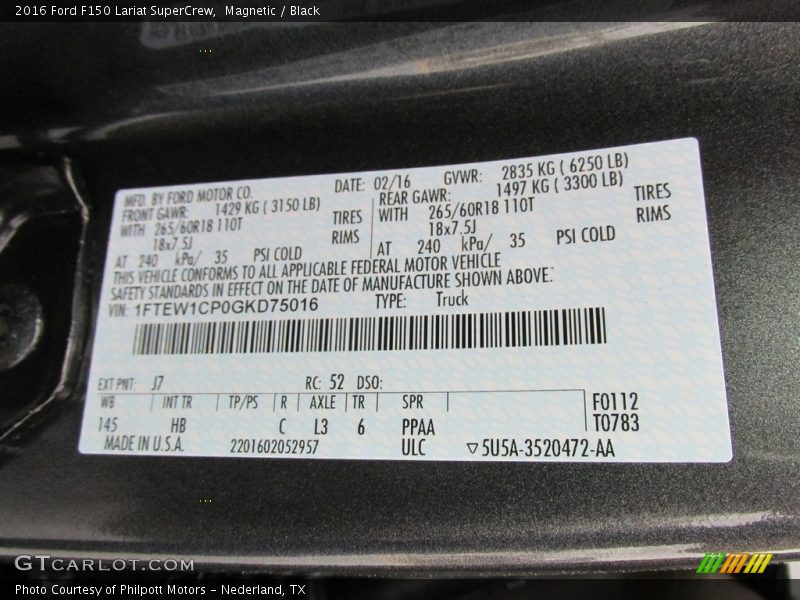 2016 Ford F150 Lariat SuperCrew, Magnetic / Black
MFD. BY FORD MOTOR CO. DATE: 02/16 GVWR: 2835 KG ( 6250 LB)
FRONT GAWR: 1429 KG ( 3150 LB) REAR GAWR: 1497 KG ( 3300 LB)
WITH 265/60R18 110T TIRES WITH 265/60R18 110T TIRES
18x7.5J RIMS 18x7.5J RIMS
AT 240 kPa/ 35 PSI COLD AT 240 kPa/ 35 PSI COLD
THIS VEHICLE CONFORMS TO ALL APPLICABLE FEDERAL MOTOR VEHICLE
SAFETY STANDARDS IN EFFECT ON THE DATE OF MANUFACTURE SHOWN ABOVE.
VIN: 1FTEW1CP0GKD75016 TYPE: Truck
EXT PNT: J7 RC: 52 DSO:
WB INT TR TP/PS R AXLE TR SPR F0112
145 HB C L3 6 PPAA T0783
MADE IN U.S.A. 2201602052957 ULC ▽5U5A-3520472-AA
GTCARLOT.COM
Photo Courtesy of Philpott Motors - Nederland, TX